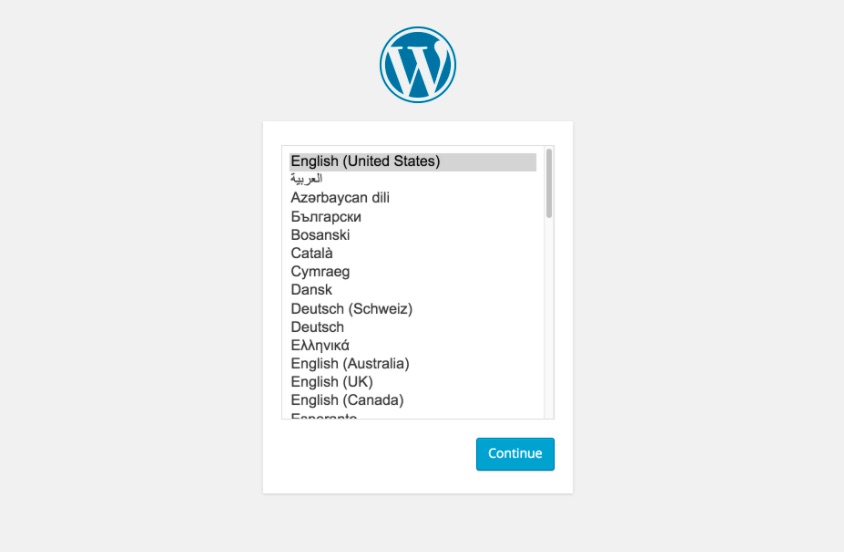 English (United States)
العربية
Azərbaycan dili
Български
Bosanski
Català
Cymraeg
Dansk
Deutsch (Schweiz)
Deutsch
Ελληνικά
English (Australia)
English (UK)
English (Canada)
Esperanto
Continue